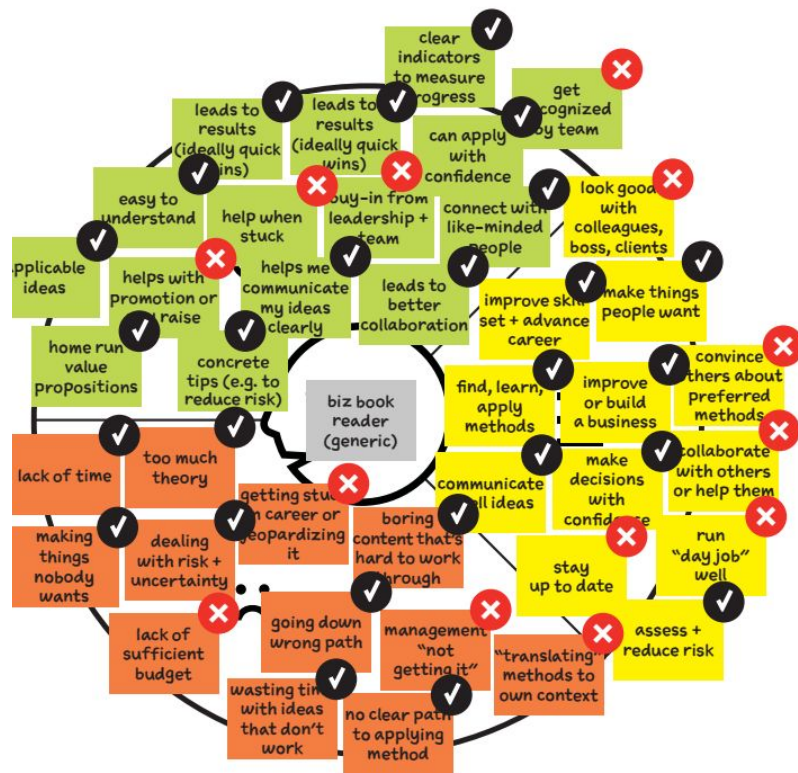 clear
indicators
to measure
progress
get
recognized
by team
leads to
results
(ideally quick
wins)
leads to
results
(ideally quick
wins)
can apply
with
confidence
easy to
understand
help when
stuck
buy-in from
leadership +
team
connect with
like-minded
people
look good
with
colleagues,
boss, clients
applicable
ideas
helps with
promotion or
raise
helps me
communicate
my ideas
clearly
leads to
better
collaboration
improve skill
set + advance
career
make things
people want
home run
value
propositions
concrete
tips (e.g. to
reduce risk)
biz book
reader
(generic)
find, learn,
apply
methods
improve
or build
a business
convince
others about
preferred
methods
lack of time
too much
theory
getting stuck
in career or
jeopardizing
it
boring
content that's
hard to work
through
communicate
sell ideas
make
decisions
with
confidence
collaborate
with others
or help them
making
things
nobody
wants
dealing
with risk +
uncertainty
stay
up to date
run
"day job"
well
lack of
sufficient
budget
going down
wrong path
management
"not
getting it"
"translating"
methods to
own context
assess +
reduce risk
wasting time
with ideas
that don't
work
no clear path
to applying
method